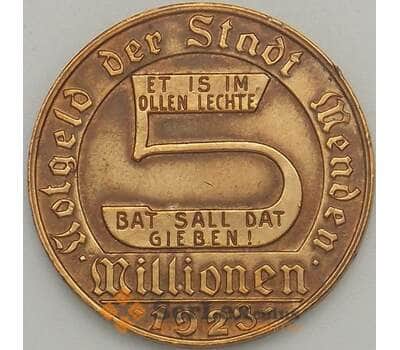 Notgeld der Stadt Menden
ET IS IM
OLLEN LECHTE,
5
BAT SALL DAT
GIEBEN!
Millionen
1923